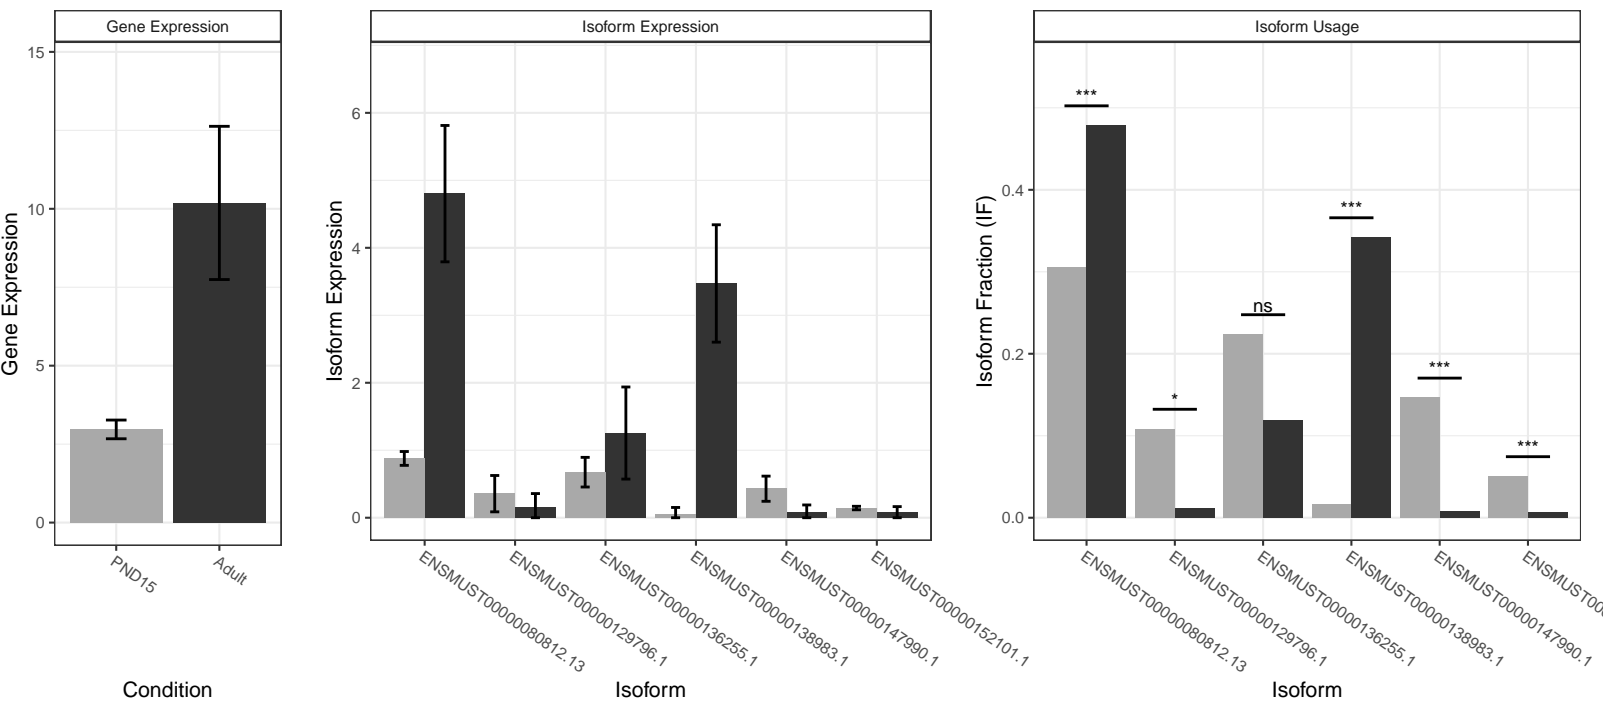 Gene Expression
Isoform Expression
Isoform Usage
Gene Expression
15
10
5
0
PND15
Adult
Condition
Isoform Expression
6
4
2
0
ENSMUST00000080812.13
ENSMUST00000129796.1
ENSMUST00000136255.1
ENSMUST00000138983.1
ENSMUST00000147990.1
ENSMUST00000152101.1
Isoform
Isoform Fraction (IF)
0.4
0.2
0.0
***
*
ns
***
***
***
ENSMUST00000080812.13
ENSMUST00000129796.1
ENSMUST00000136255.1
ENSMUST00000138983.1
ENSMUST00000147990.1
Isoform